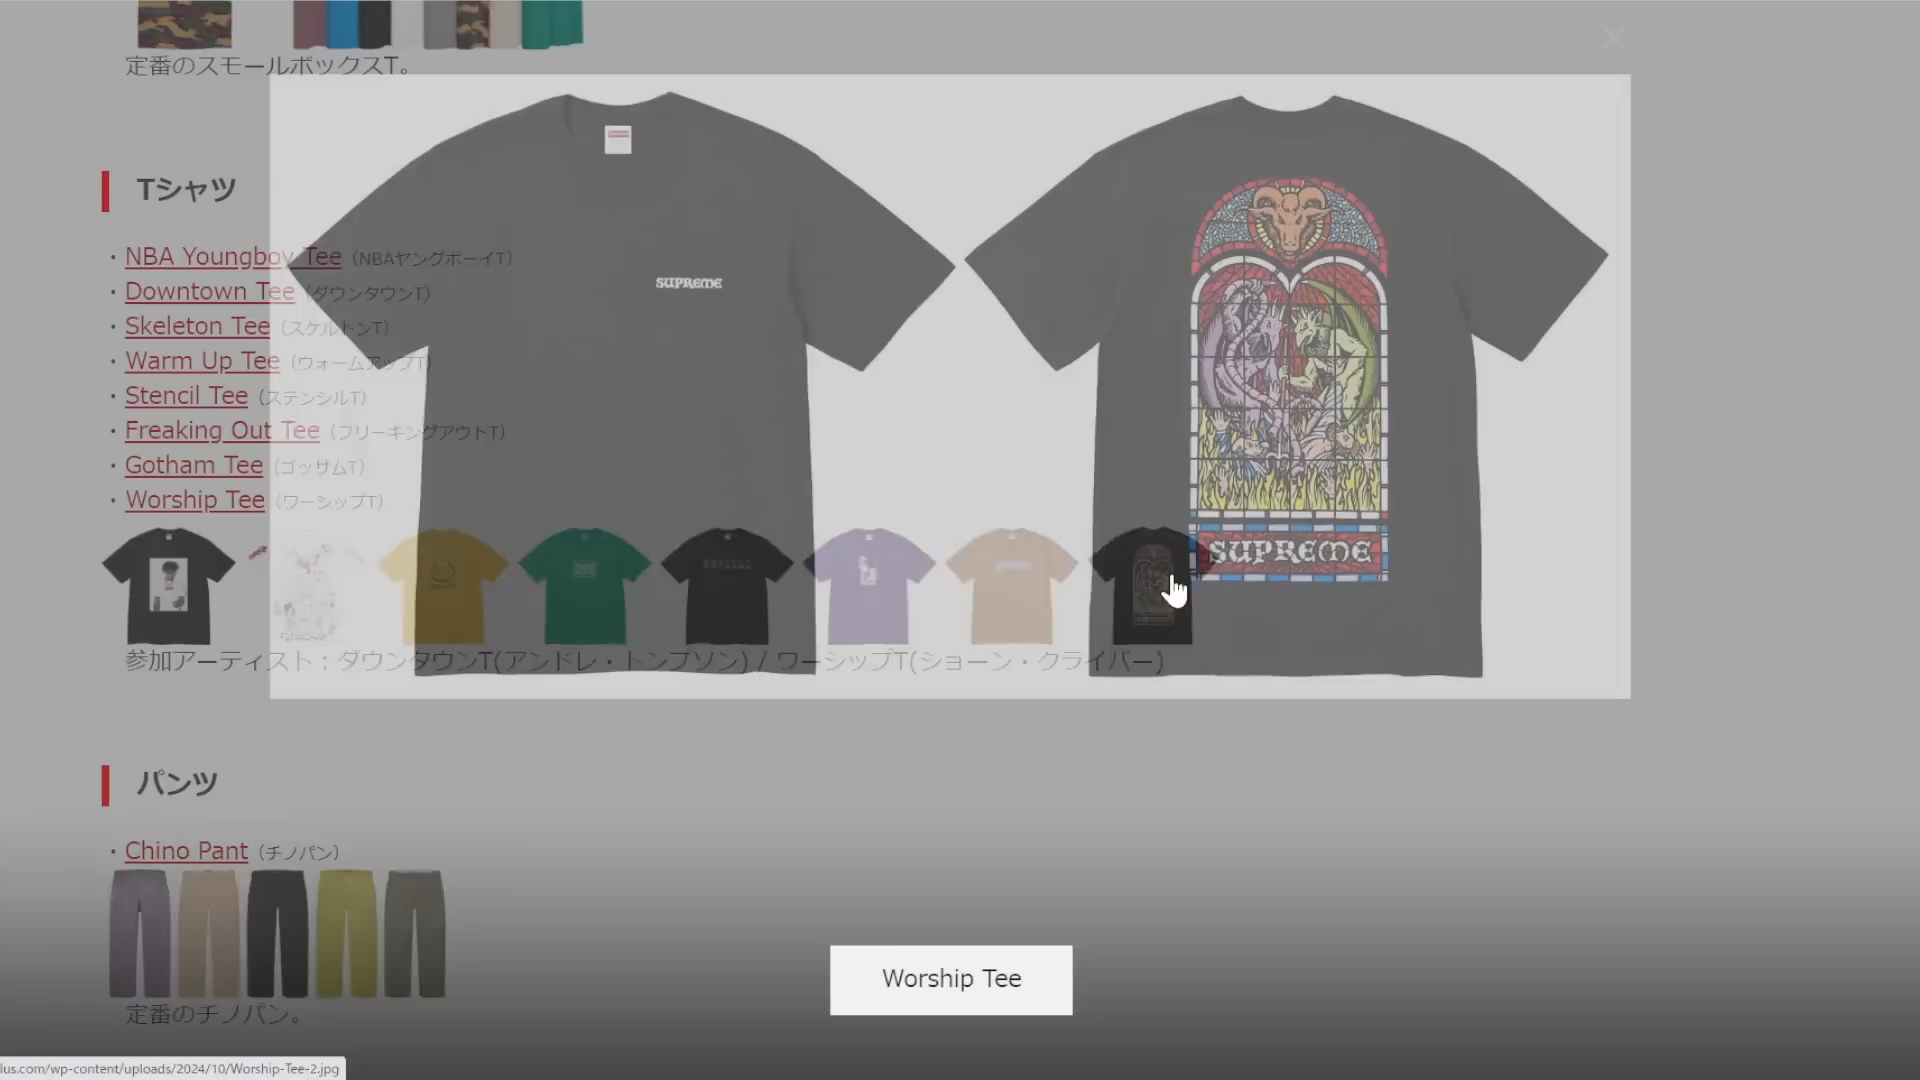 定番のスモールボックスT。
SUPREME
Tシャツ
・NBA Youngboy Tee（NBAヤングボーイT）
・Downtown Tee（ダウンタウンT）
・Skeleton Tee（スケルトンT）
・Warm Up Tee（ウォームアップT）
・Stencil Tee（ステンシルT）
・Freaking Out Tee（フリーキングアウトT）
・Gotham Tee（ゴッサムT）
・Worship Tee（ワーシップT）
SUPREME
参加アーティスト：ダウンタウンT(アンドレ・トンプソン) / ワーシップT(ショーン・クライバー)
パンツ
・Chino Pant（チノパン）
定番のチノパン。
Worship Tee
lus.com/wp-content/uploads/2024/10/Worship-Tee-2.jpg